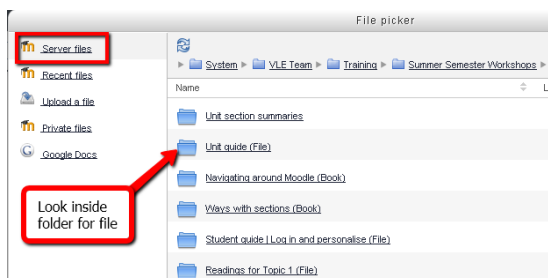 File picker
Server files
Recent files
Upload a file
Private files
Google Docs
System ▶ VLE Team ▶ Training ▶ Summer Semester Workshops ▶
Name
L
Unit section summaries
Unit guide (File)
Navigating around Moodle (Book)
Ways with sections (Book)
Student guide | Log in and personalise (File)
Readings for Topic 1 (File)
Look inside
folder for file